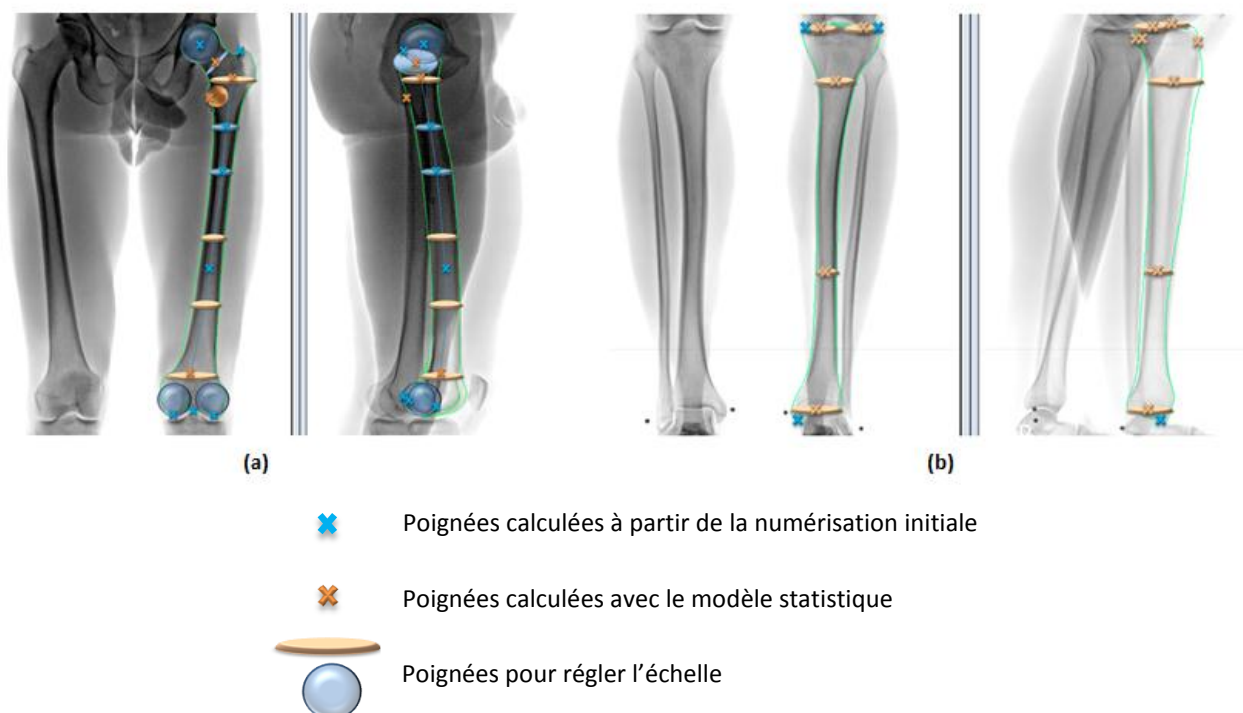 (a)
(b)
Poignées calculées à partir de la numérisation initiale
Poignées calculées avec le modèle statistique
Poignées pour régler l’échelle